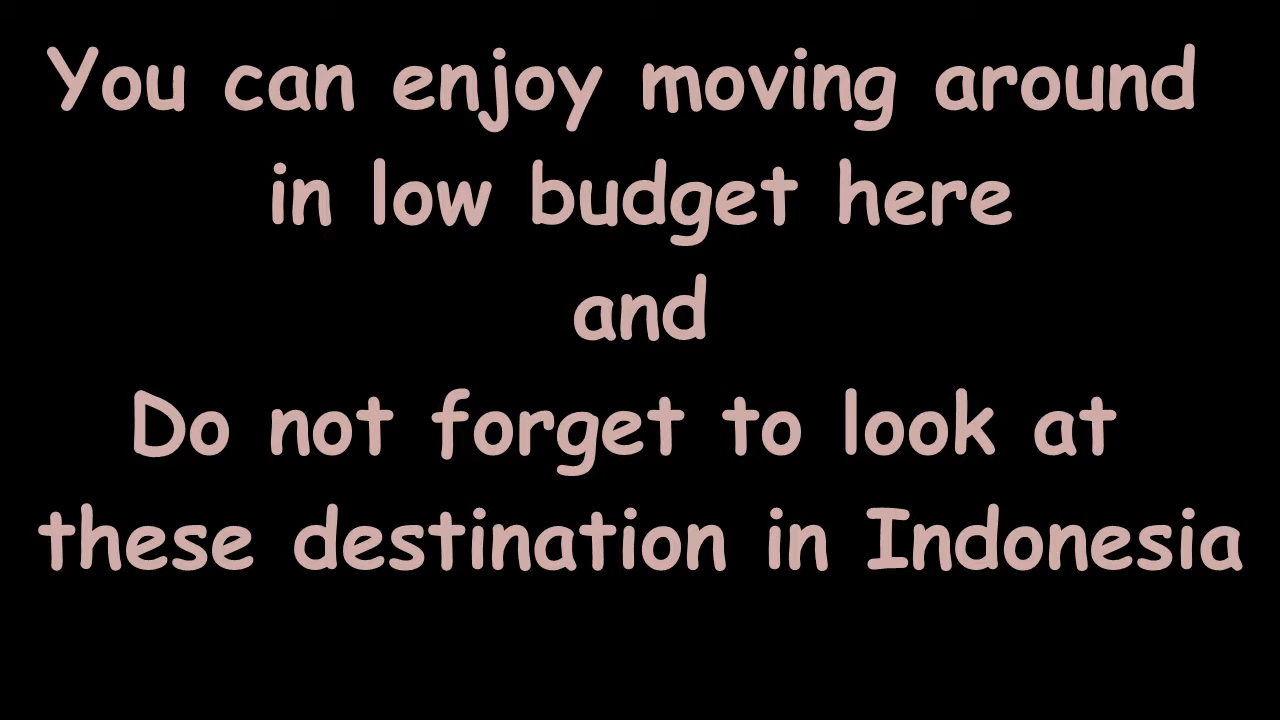 You can enjoy moving around
in low budget here
and
Do not forget to look at
these destination in Indonesia